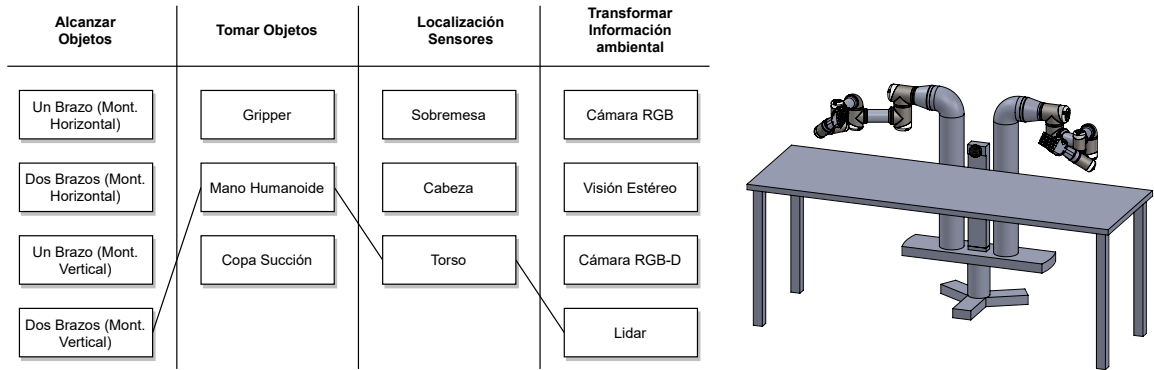 Alcanzar
Objetos
Tomar Objetos
Localización
Sensores
Transformar
Información
ambiental
Un Brazo (Mont.
Horizontal)
Gripper
Sobremesa
Cámara RGB
Dos Brazos (Mont.
Horizontal)
Mano Humanoide
Cabeza
Visión Estéreo
Un Brazo (Mont.
Vertical)
Copa Succión
Torso
Cámara RGB-D
Dos Brazos (Mont.
Vertical)
Lidar